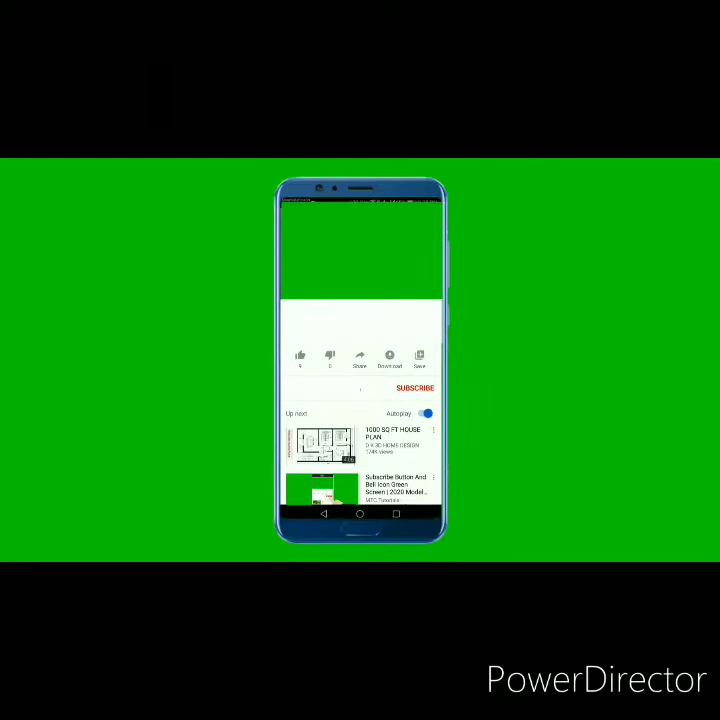 9 0 Share Download Save
SUBSCRIBE
Up next Autoplay
1000 SQ FT HOUSE
PLAN
D K 3D HOME DESIGN
174K views
Subscribe Button And
Bell Icon Green
Screen | 2020 Model...
MTC Tutorials
PowerDirector